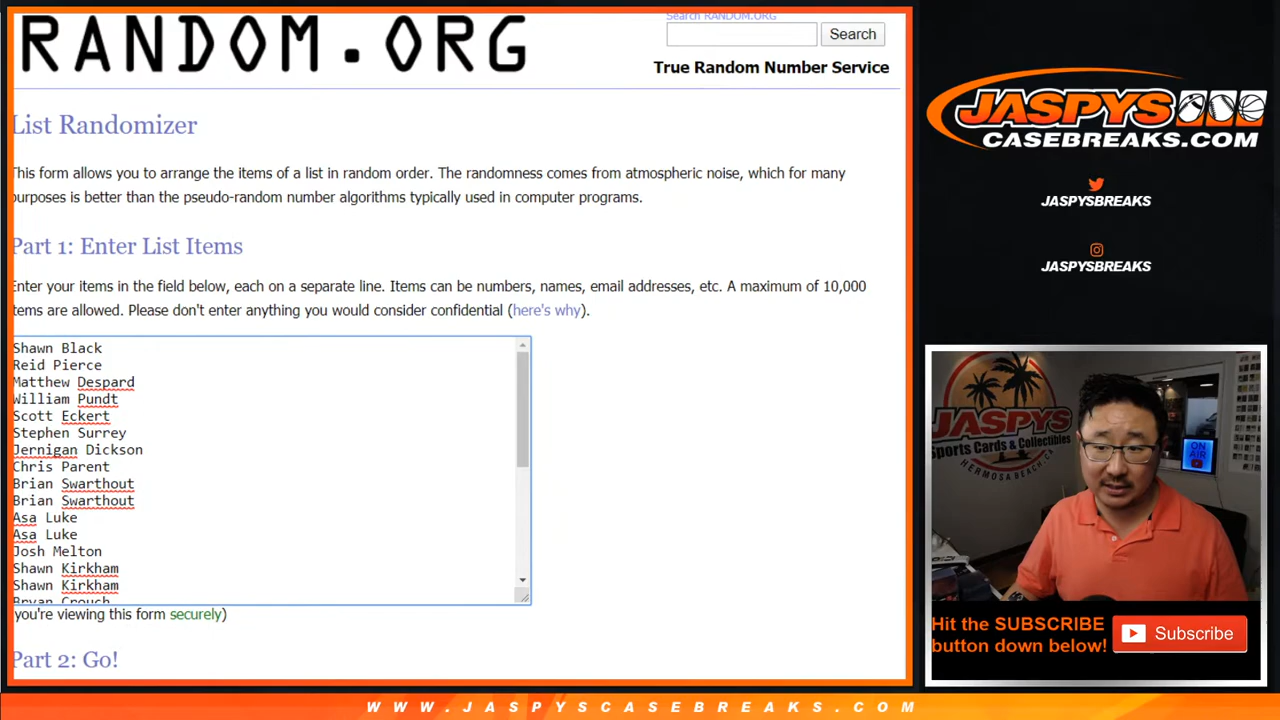 RANDOM.ORG
Search RANDOM.ORG
Search
True Random Number Service
List Randomizer
This form allows you to arrange the items of a list in random order. The randomness comes from atmospheric noise, which for many
purposes is better than the pseudo-random number algorithms typically used in computer programs.
Part 1: Enter List Items
Enter your items in the field below, each on a separate line. Items can be numbers, names, email addresses, etc. A maximum of 10,000
items are allowed. Please don't enter anything you would consider confidential (here's why).
Shawn Black
Reid Pierce
Matthew Despard
William Pundt
Scott Eckert
Stephen Surrey
Jernigan Dickson
Chris Parent
Brian Swarthout
Brian Swarthout
Asa Luke
Asa Luke
Josh Melton
Shawn Kirkham
Shawn Kirkham
Bryan Crouch
you're viewing this form securely)
Part 2: Go!
JASPYS
CASEBREAKS.COM
JASPYSBREAKS
JASPYSBREAKS
JASPYS
Sports Cards & Collectibles
HERMOSA BEACH, CA
ON AIR
Hit the SUBSCRIBE
button down below!
Subscribe
WWW.JASPYSCASEBREAKS.COM